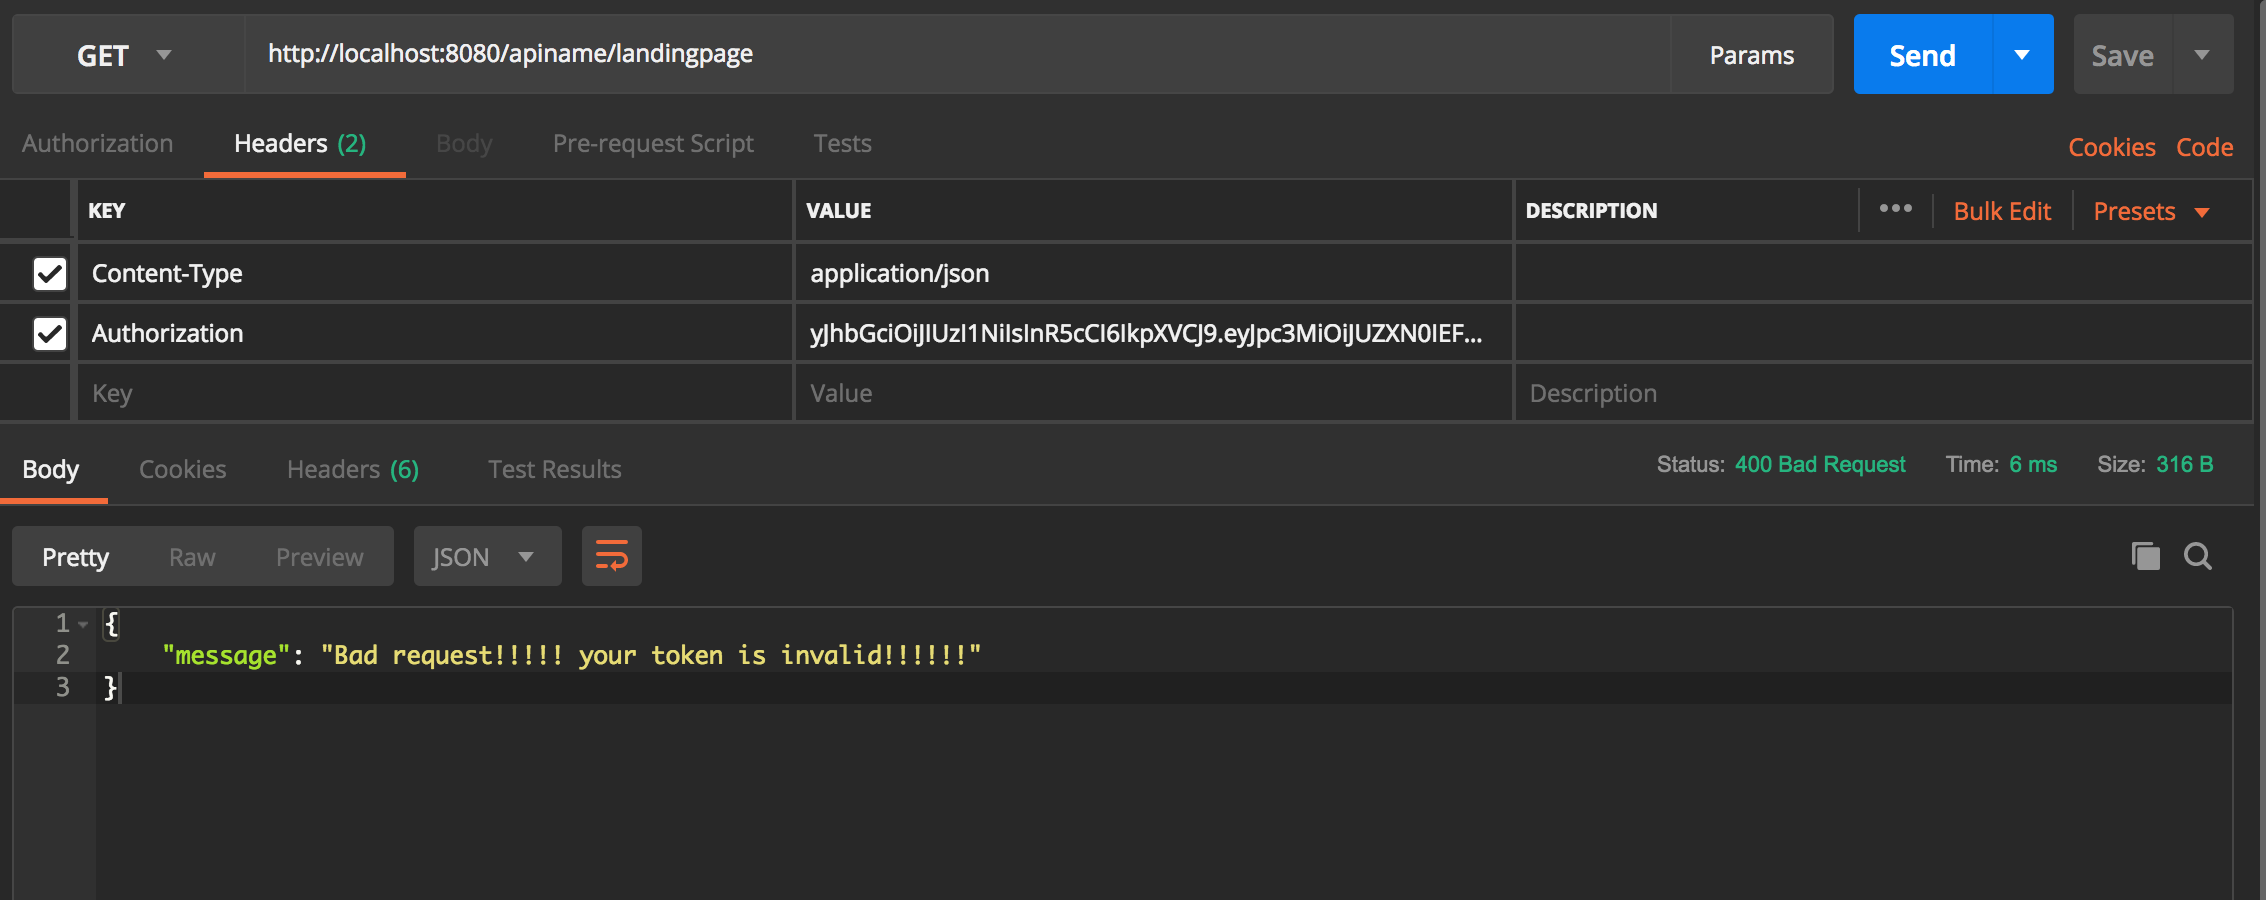 GET http://localhost:8080/apiname/landingpage Params Send Save
Authorization Headers (2) Body Pre-request Script Tests Cookies Code
KEY VALUE DESCRIPTION ••• Bulk Edit Presets
Content-Type application/json
Authorization yJhbGciOiJIUzI1NiIsInR5cCI6IkpXVCJ9.eyJpc3MiOiJUZXN0IEF...
Key Value Description
Body Cookies Headers (6) Test Results Status: 400 Bad Request Time: 6 ms Size: 316 B
Pretty Raw Preview JSON
1 {
2 "message": "Bad request!!!!! your token is invalid!!!!!!"
3 }